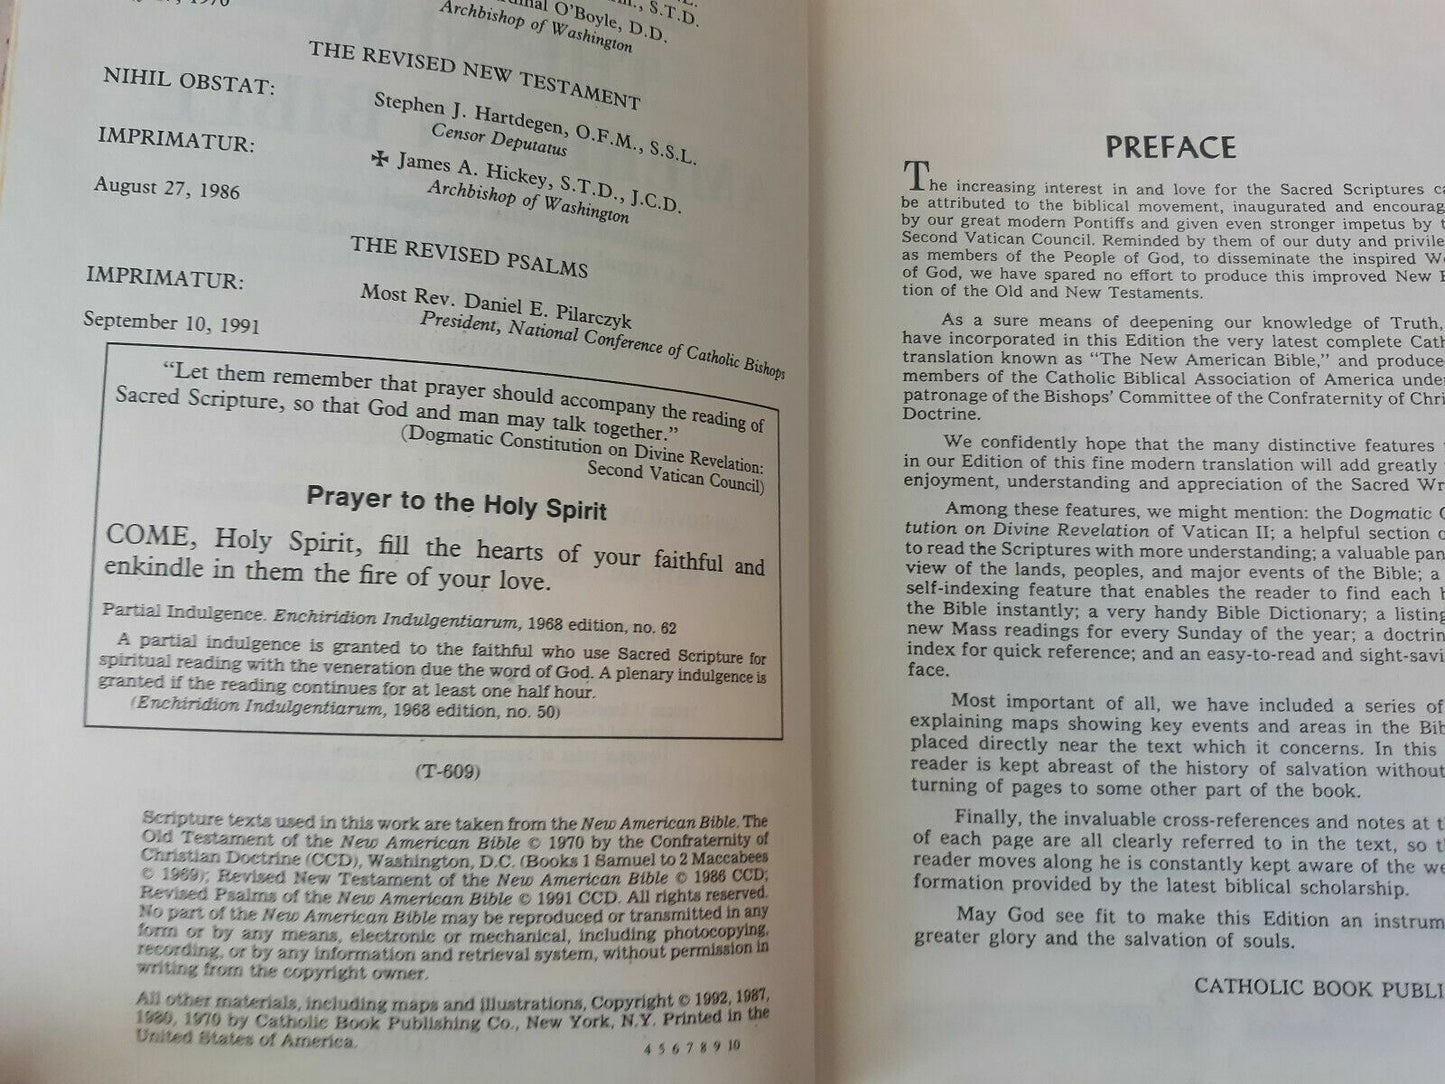 1970
S.T.D.
O'Boyle, D.D.
Archbishop of Washington
THE REVISED NEW TESTAMENT
NIHIL OBSTAT:
Stephen J. Hartdegen, O.F.M., S.S.L.
Censor Deputatus
IMPRIMATUR:
✠ James A. Hickey, S.T.D., J.C.D.
Archbishop of Washington
August 27, 1986
THE REVISED PSALMS
IMPRIMATUR:
Most Rev. Daniel E. Pilarczyk
President, National Conference of Catholic Bishops
September 10, 1991
“Let them remember that prayer should accompany the reading of
Sacred Scripture, so that God and man may talk together.”
(Dogmatic Constitution on Divine Revelation:
Second Vatican Council)
Prayer to the Holy Spirit
COME, Holy Spirit, fill the hearts of your faithful and
enkindle in them the fire of your love.
Partial Indulgence. Enchiridion Indulgentiarum, 1968 edition, no. 62
A partial indulgence is granted to the faithful who use Sacred Scripture for
spiritual reading with the veneration due the word of God. A plenary indulgence is
granted if the reading continues for at least one half hour.
(Enchiridion Indulgentiarum, 1968 edition, no. 50)
(T-609)
Scripture texts used in this work are taken from the New American Bible. The
Old Testament of the New American Bible © 1970 by the Confraternity of
Christian Doctrine (CCD), Washington, D.C. (Books 1 Samuel to 2 Maccabees
© 1969); Revised New Testament of the New American Bible © 1986 CCD;
Revised Psalms of the New American Bible © 1991 CCD. All rights reserved.
No part of the New American Bible may be reproduced or transmitted in any
form or by any means, electronic or mechanical, including photocopying,
recording, or by any information and retrieval system, without permission in
writing from the copyright owner.
All other materials, including maps and illustrations, Copyright © 1992, 1987,
1980, 1970 by Catholic Book Publishing Co., New York, N.Y. Printed in the
United States of America.
4 5 6 7 8 9 10
PREFACE
The increasing interest in and love for the Sacred Scriptures ca
be attributed to the biblical movement, inaugurated and encourag
by our great modern Pontiffs and given even stronger impetus by t
Second Vatican Council. Reminded by them of our duty and privile
as members of the People of God, to disseminate the inspired Wo
of God, we have spared no effort to produce this improved New E
tion of the Old and New Testaments.
As a sure means of deepening our knowledge of Truth,
have incorporated in this Edition the very latest complete Cath
translation known as “The New American Bible,” and produce
members of the Catholic Biblical Association of America under
patronage of the Bishops’ Committee of the Confraternity of Chri
Doctrine.
We confidently hope that the many distinctive features
in our Edition of this fine modern translation will add greatly
enjoyment, understanding and appreciation of the Sacred Wr
Among these features, we might mention: the Dogmatic C
tution on Divine Revelation of Vatican II; a helpful section o
to read the Scriptures with more understanding; a valuable pan
view of the lands, peoples, and major events of the Bible; a
self-indexing feature that enables the reader to find each b
the Bible instantly; a very handy Bible Dictionary; a listing
new Mass readings for every Sunday of the year; a doctrin
index for quick reference; and an easy-to-read and sight-savi
face.
Most important of all, we have included a series of
explaining maps showing key events and areas in the Bib
placed directly near the text which it concerns. In this
reader is kept abreast of the history of salvation without
turning of pages to some other part of the book.
Finally, the invaluable cross-references and notes at t
of each page are all clearly referred to in the text, so th
reader moves along he is constantly kept aware of the we
formation provided by the latest biblical scholarship.
May God see fit to make this Edition an instrum
greater glory and the salvation of souls.
CATHOLIC BOOK PUBLI